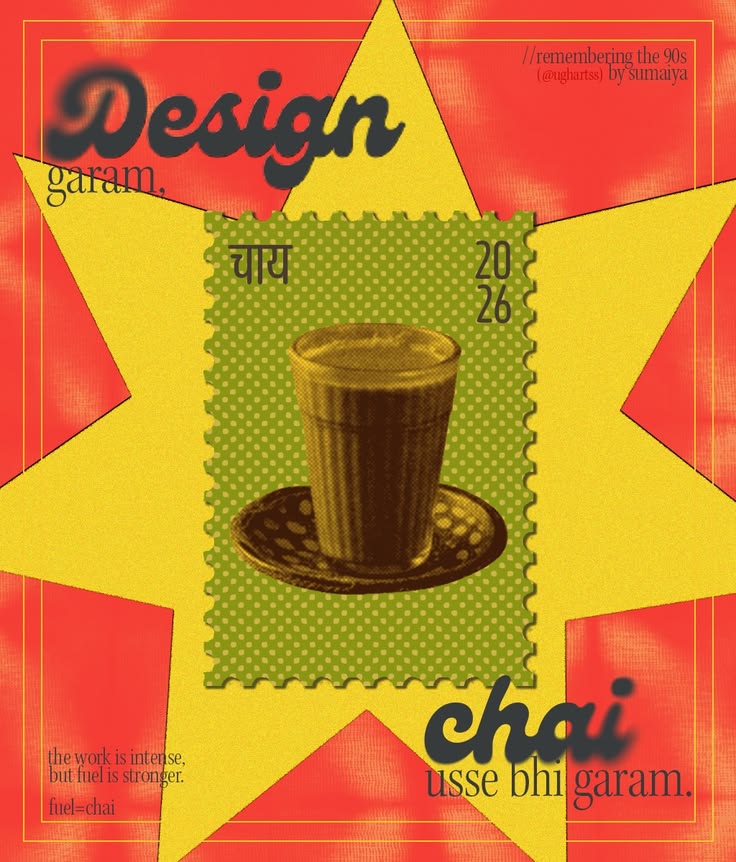 //remembering the 90s
(@ughartss) by sumaiya
Design
garam,
चाय
20
26
chai
usse bhi garam.
the work is intense,
but fuel is stronger.
fuel=chai